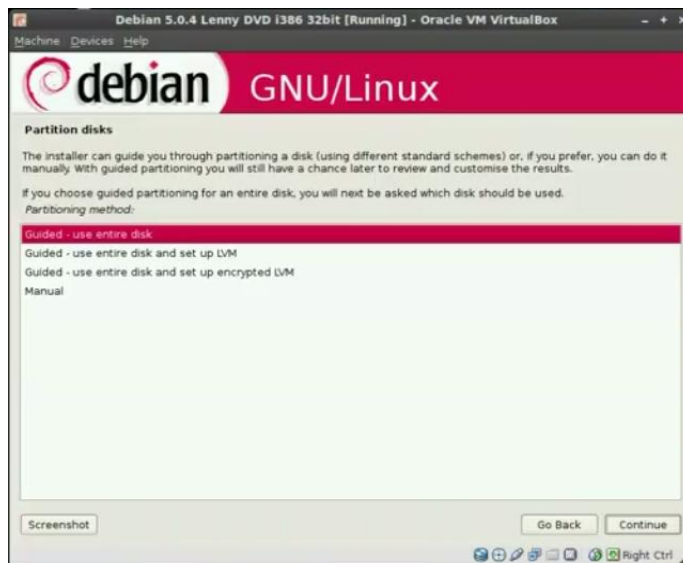 Debian 5.0.4 Lenny DVD i386 32bit [Running] - Oracle VM VirtualBox
Machine Devices Help
debian GNU/Linux
Partition disks
The installer can guide you through partitioning a disk (using different standard schemes) or, if you prefer, you can do it
manually. With guided partitioning you will still have a chance later to review and customise the results.
If you choose guided partitioning for an entire disk, you will next be asked which disk should be used.
Partitioning method:
Guided - use entire disk
Guided - use entire disk and set up LVM
Guided - use entire disk and set up encrypted LVM
Manual
Screenshot Go Back Continue
Right Ctrl